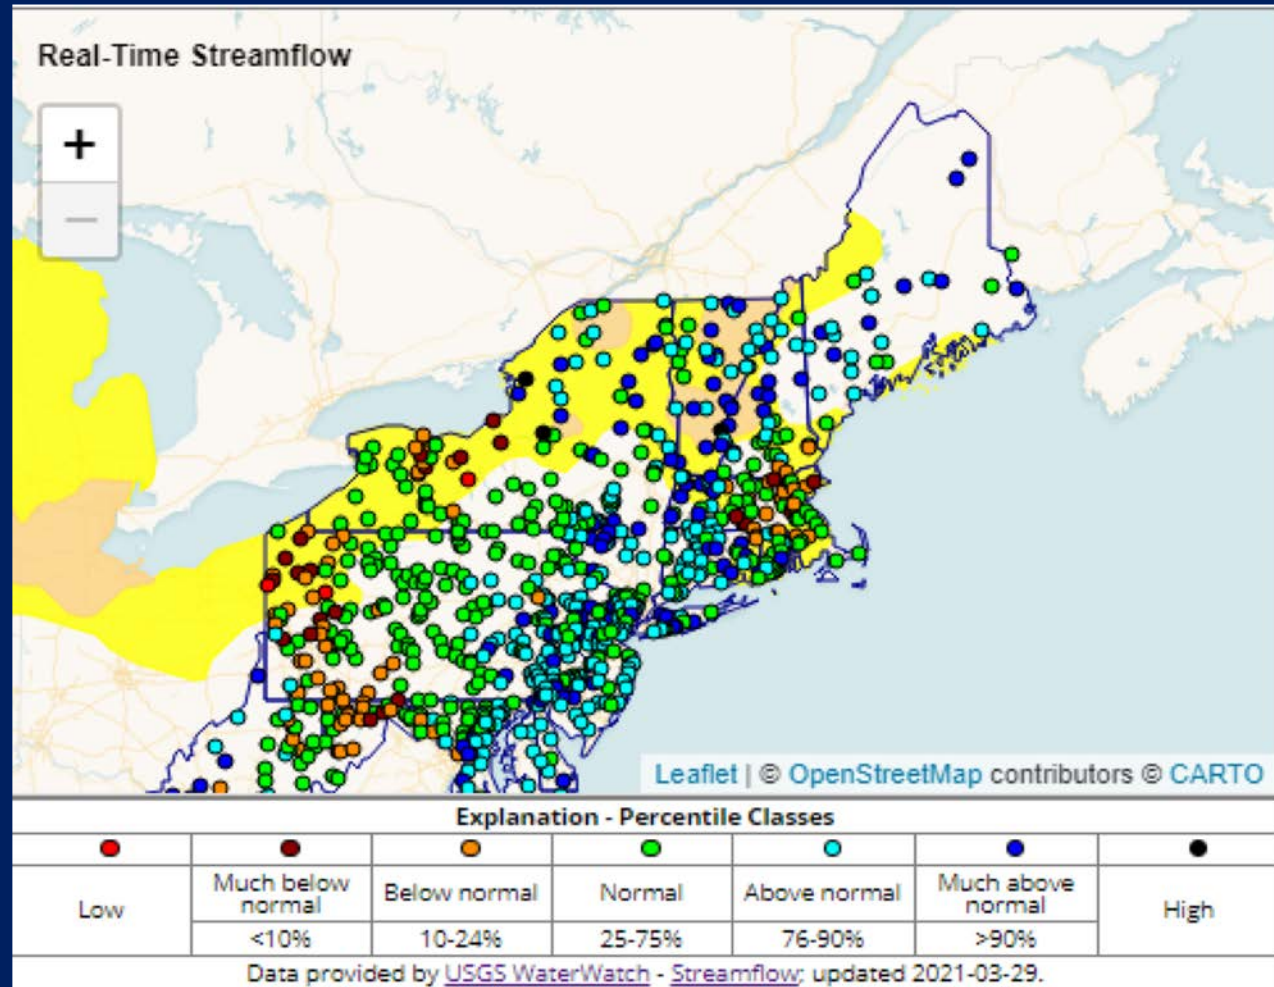 Real-Time Streamflow
+
−
Leaflet | © OpenStreetMap contributors © CARTO
Explanation - Percentile Classes
Low
Much below normal
Below normal
Normal
Above normal
Much above normal
High
<10%
10-24%
25-75%
76-90%
>90%
Data provided by USGS WaterWatch - Streamflow; updated 2021-03-29.